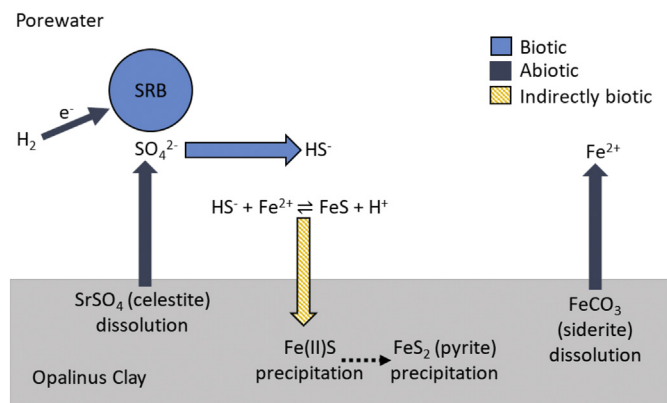 Porewater
Biotic
Abiotic
Indirectly biotic
SRB
e⁻
H₂
SO₄²⁻
HS⁻
Fe²⁺
HS⁻ + Fe²⁺ ⇌ FeS + H⁺
SrSO₄ (celestite)
dissolution
FeCO₃
(siderite)
dissolution
Fe(II)S
precipitation
FeS₂ (pyrite)
precipitation
Opalinus Clay